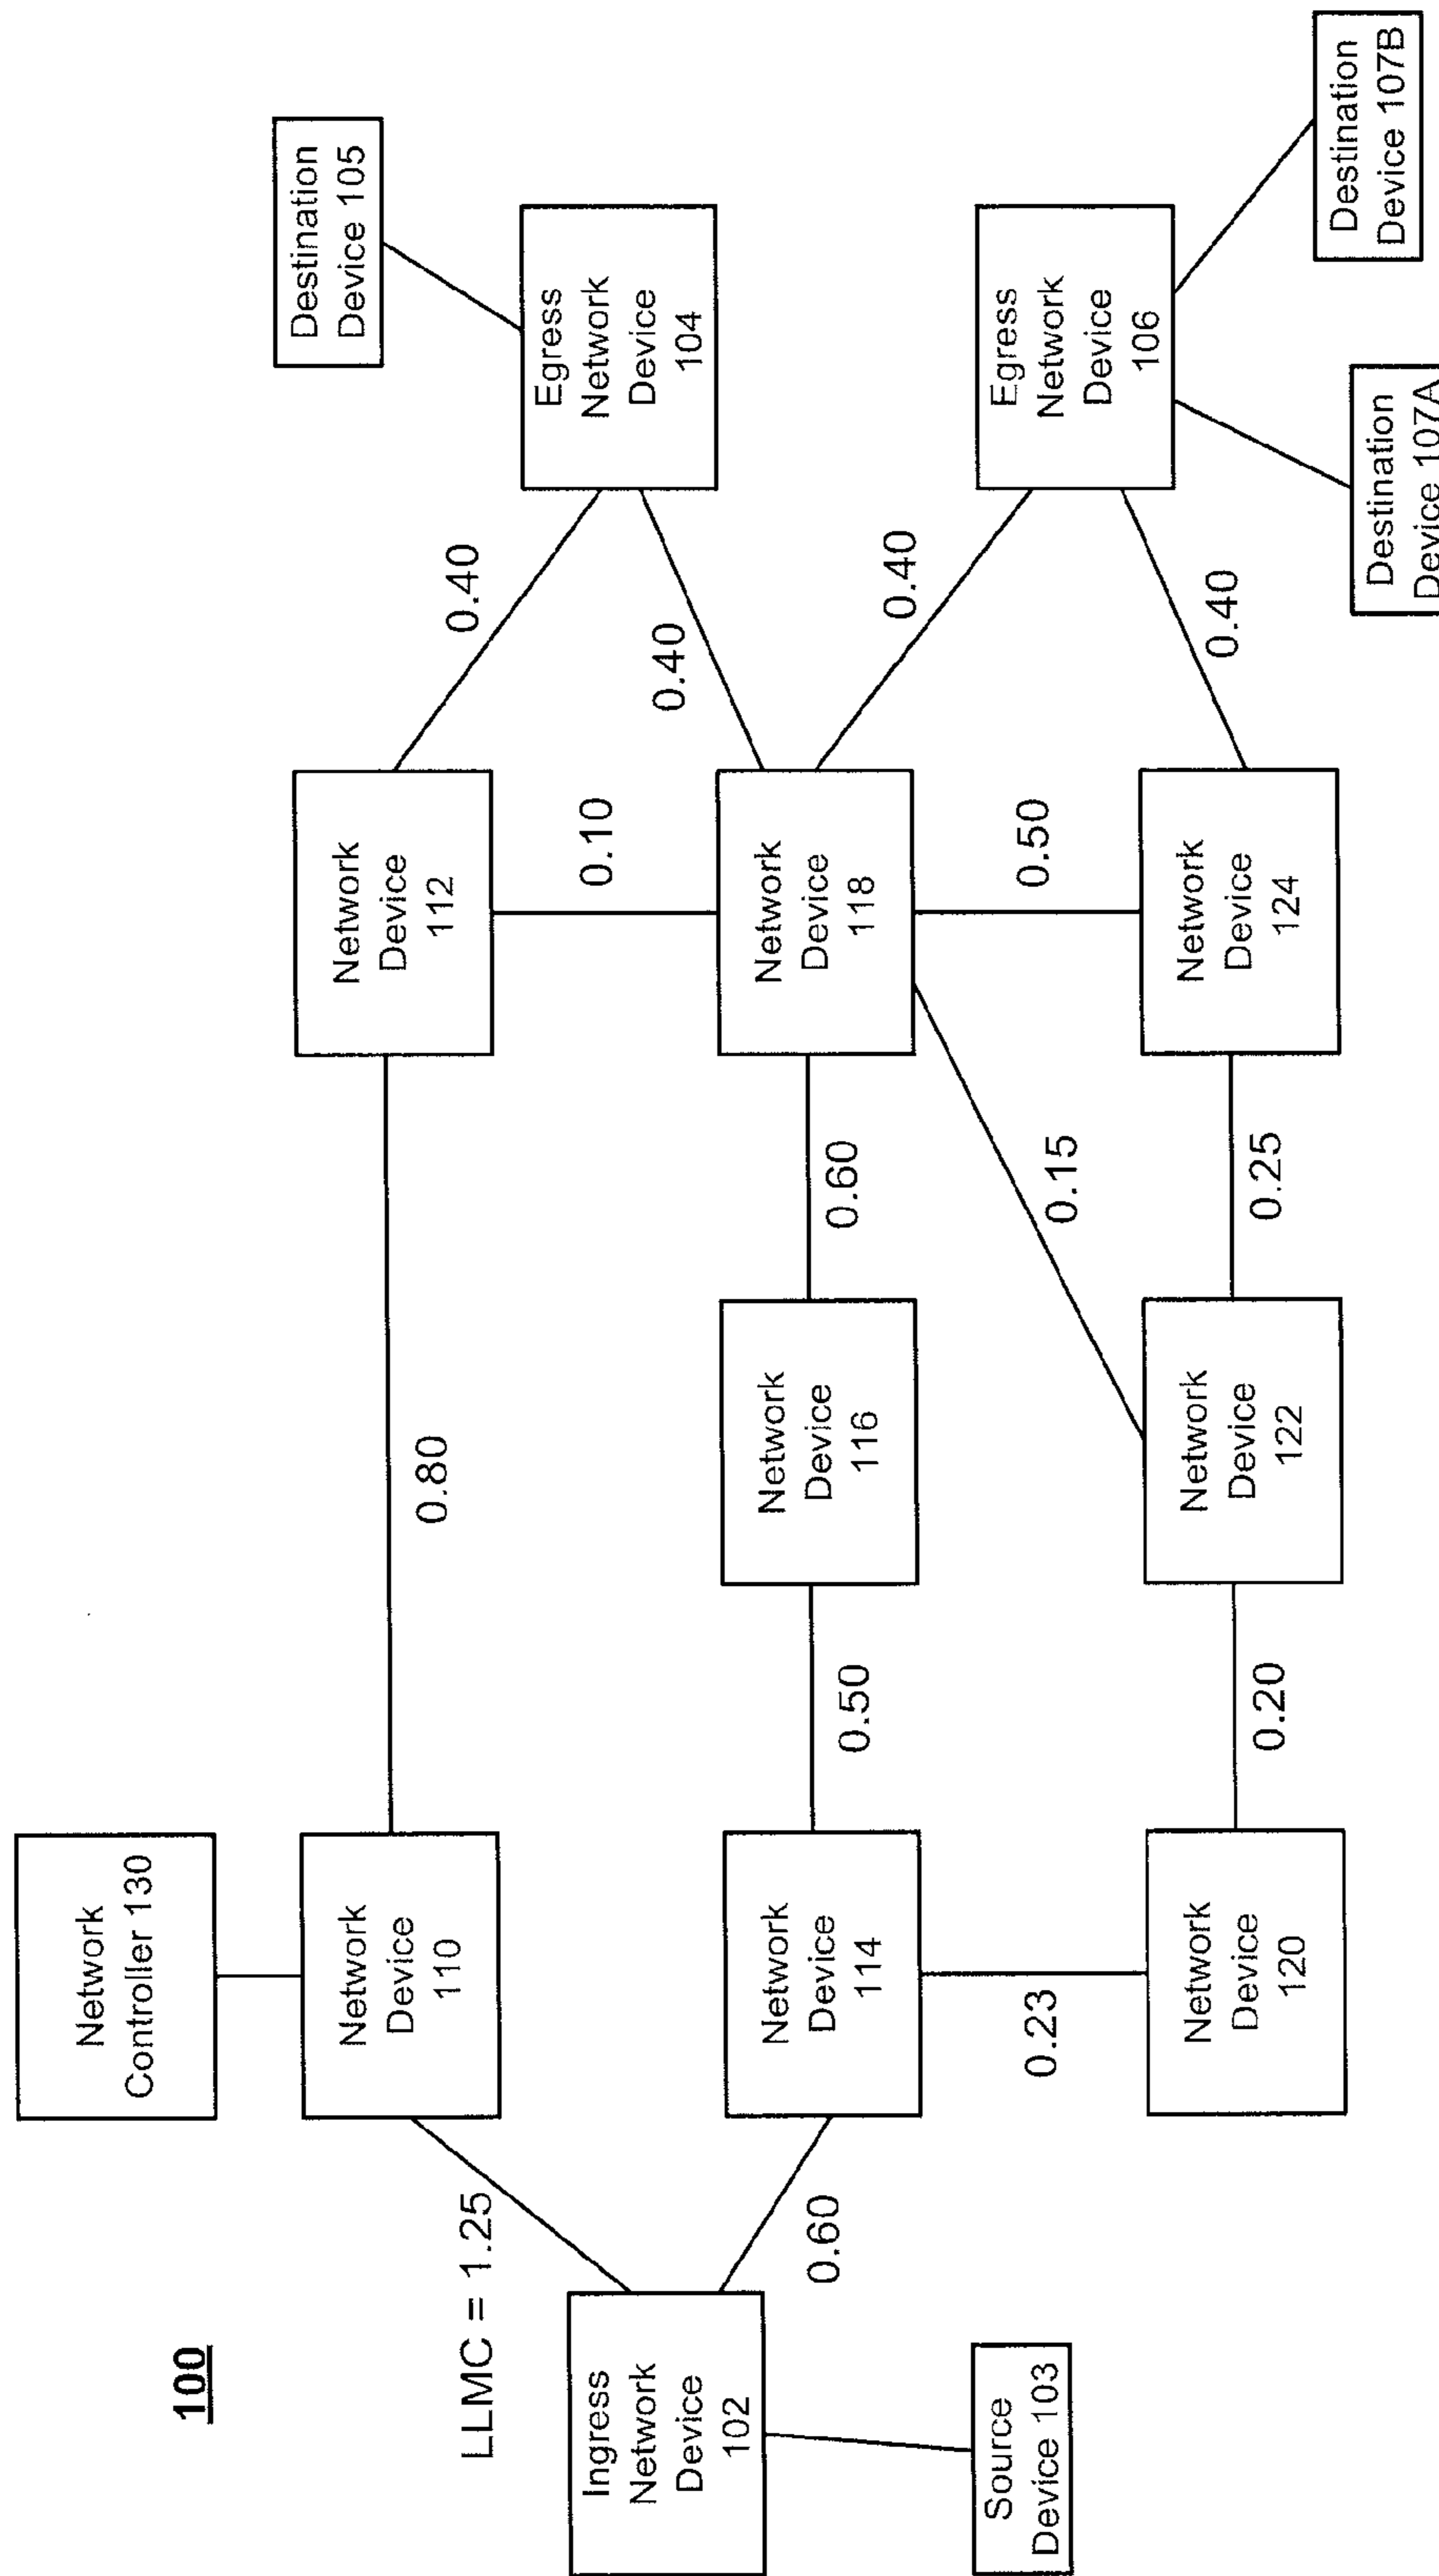 100
Network
Controller 130
Destination
Device 105
LLMC = 1.25
Network
Device
110
0.80
Network
Device
112
0.40
Egress
Network
Device
104
Ingress
Network
Device
102
0.10
0.40
0.60
Network
Device
114
0.50
Network
Device
116
0.60
Network
Device
118
0.40
Egress
Network
Device
106
Source
Device 103
0.23
0.15
0.50
0.40
Network
Device
120
0.20
Network
Device
122
0.25
Network
Device
124
Destination
Device 107A
Destination
Device 107B